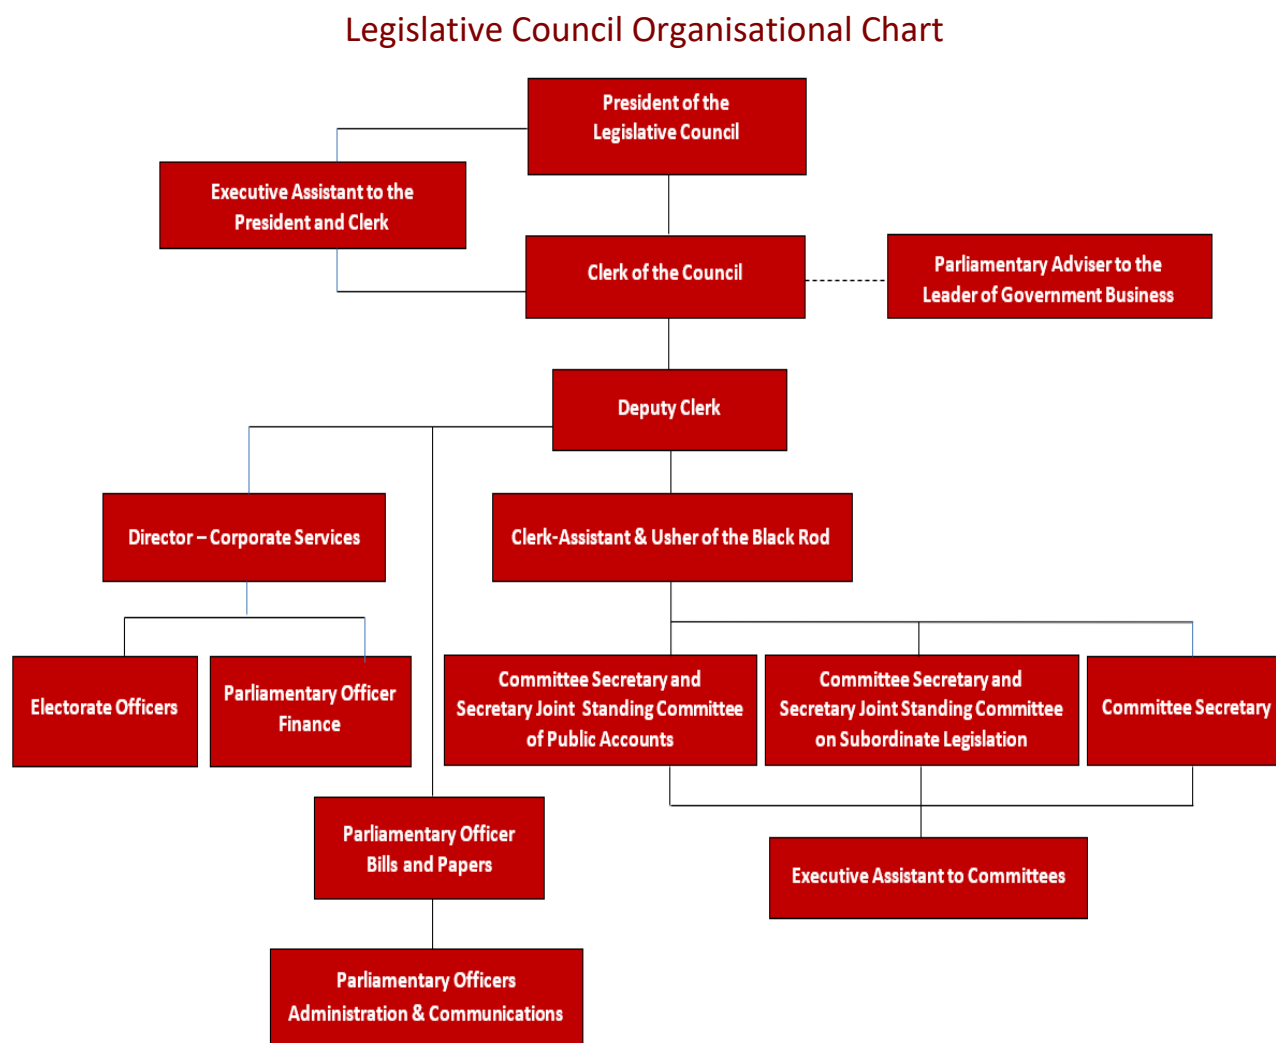 Legislative Council Organisational Chart
President of the
Legislative Council
Executive Assistant to the
President and Clerk
Clerk of the Council
Parliamentary Adviser to the
Leader of Government Business
Deputy Clerk
Director – Corporate Services
Clerk-Assistant & Usher of the Black Rod
Electorate Officers
Parliamentary Officer
Finance
Committee Secretary and
Secretary Joint Standing Committee
of Public Accounts
Committee Secretary and
Secretary Joint Standing Committee
on Subordinate Legislation
Committee Secretary
Parliamentary Officer
Bills and Papers
Executive Assistant to Committees
Parliamentary Officers
Administration & Communications